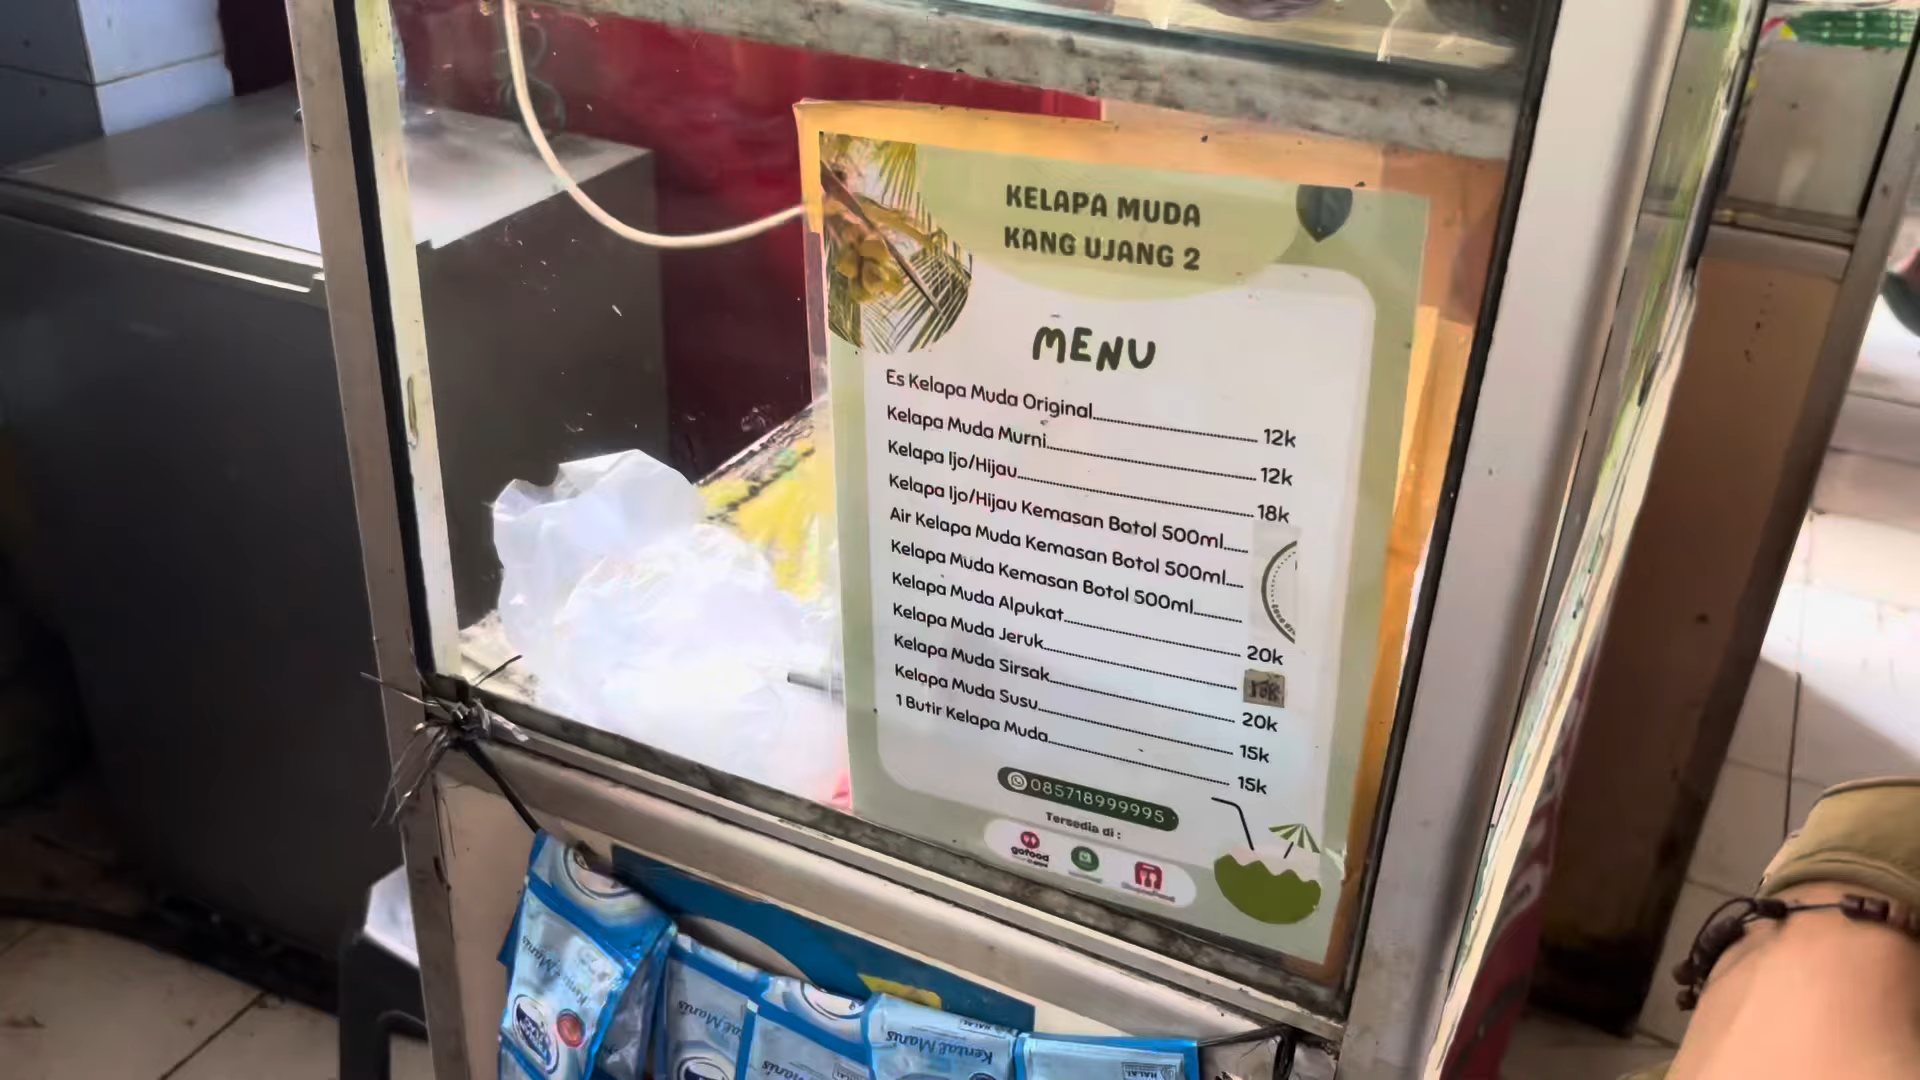 KELAPA MUDA
KANG UJANG 2
MENU
Es Kelapa Muda Original 12k
Kelapa Muda Murni 12k
Kelapa Ijo/Hijau 18k
Kelapa Ijo/Hijau Kemasan Botol 500ml
Air Kelapa Muda Kemasan Botol 500ml
Kelapa Muda Kemasan Botol 500ml
Kelapa Muda Alpukat 20k
Kelapa Muda Jeruk
Kelapa Muda Sirsak 20k
Kelapa Muda Susu 15k
1 Butir Kelapa Muda 15k
085718999995
Tersedia di :
gofood
Kental Manis
Kental Manis